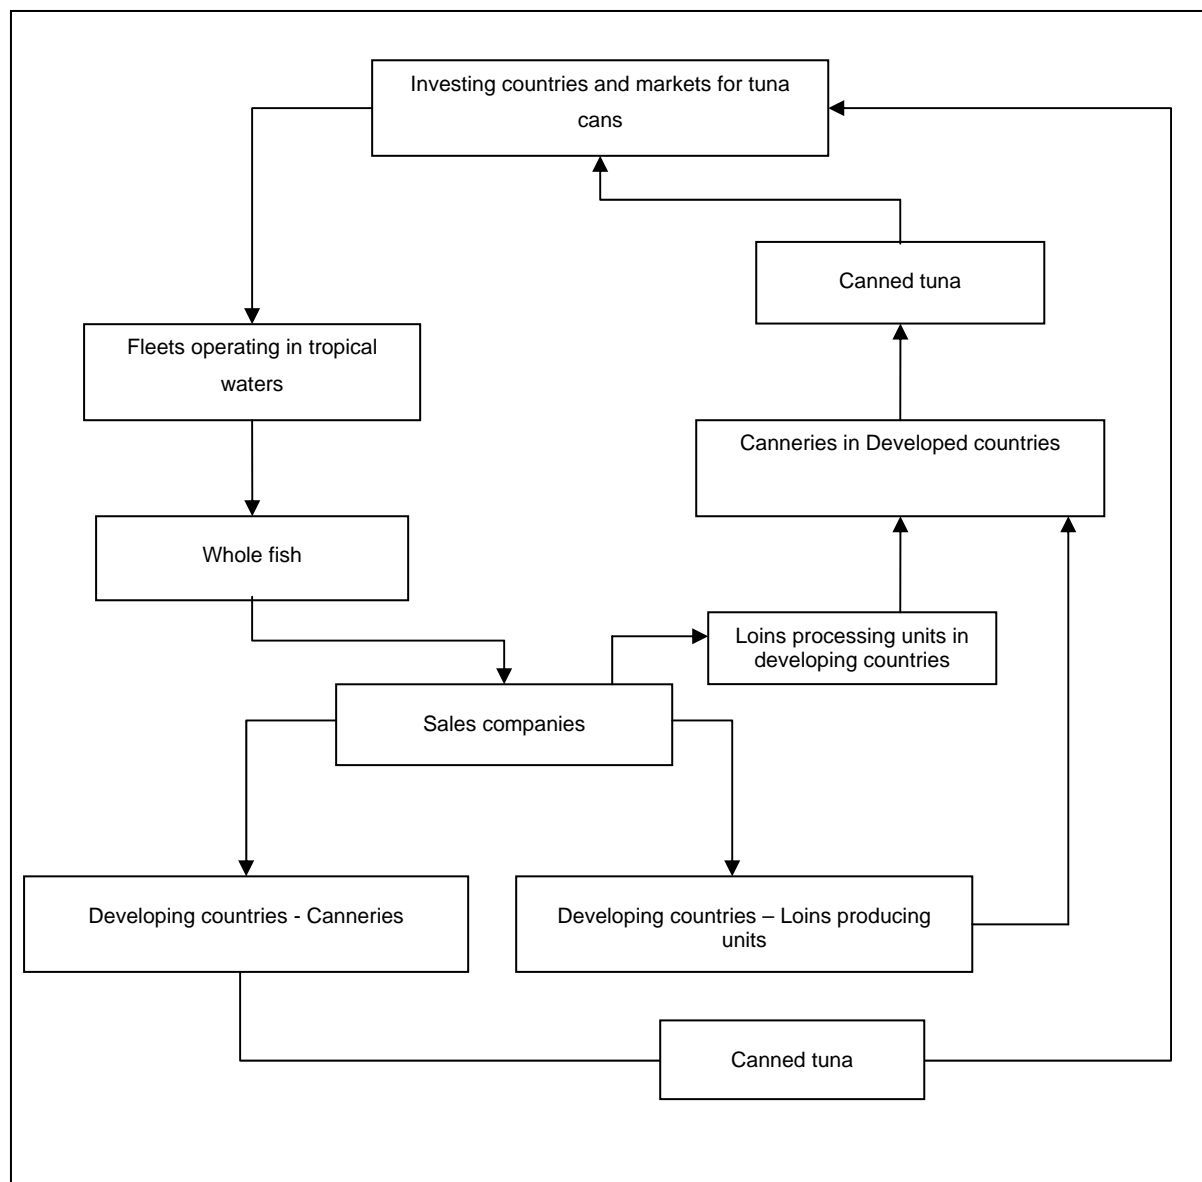 Investing countries and markets for tuna
cans
Canned tuna
Fleets operating in tropical
waters
Canneries in Developed countries
Whole fish
Loins processing units in
developing countries
Sales companies
Developing countries - Canneries
Developing countries – Loins producing
units
Canned tuna